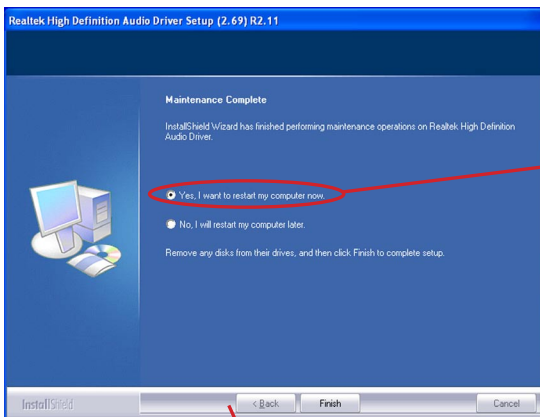 Realtek High Definition Audio Driver Setup (2.69) R2.11
Maintenance Complete
InstallShield Wizard has finished performing maintenance operations on Realtek High Definition
Audio Driver.
Yes, I want to restart my computer now.
No, I will restart my computer later.
Remove any disks from their drives, and then click Finish to complete setup.
InstallShield
< Back
Finish
Cancel